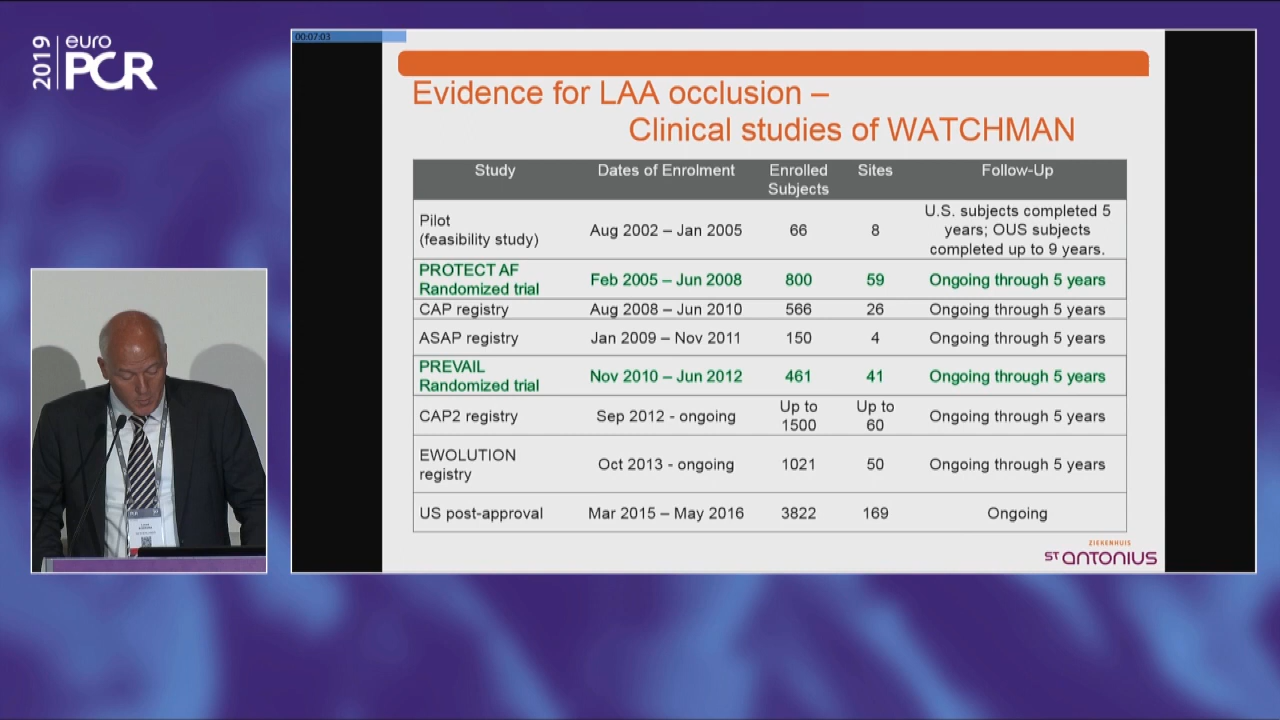 2019
euro
PCR
00:07:03
Evidence for LAA occlusion –
Clinical studies of WATCHMAN
Study Dates of Enrolment Enrolled Subjects Sites Follow-Up
Pilot (feasibility study) Aug 2002 – Jan 2005 66 8 U.S. subjects completed 5 years; OUS subjects completed up to 9 years.
PROTECT AF Randomized trial Feb 2005 – Jun 2008 800 59 Ongoing through 5 years
CAP registry Aug 2008 – Jun 2010 566 26 Ongoing through 5 years
ASAP registry Jan 2009 – Nov 2011 150 4 Ongoing through 5 years
PREVAIL Randomized trial Nov 2010 – Jun 2012 461 41 Ongoing through 5 years
CAP2 registry Sep 2012 - ongoing Up to 1500 Up to 60 Ongoing through 5 years
EWOLUTION registry Oct 2013 - ongoing 1021 50 Ongoing through 5 years
US post-approval Mar 2015 – May 2016 3822 169 Ongoing
ZIEKENHUIS
ST ANTONIUS